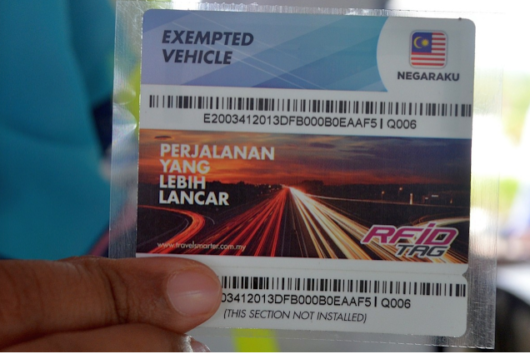 EXEMPTED
VEHICLE
NEGARAKU
E2003412013DFB000B0EAAF5 | Q006
PERJALANAN
YANG
LEBIH
LANCAR
www.travelsmarter.com.my
RFiD
TAG
03412013DFB000B0EAAF5 | Q006
(THIS SECTION NOT INSTALLED)